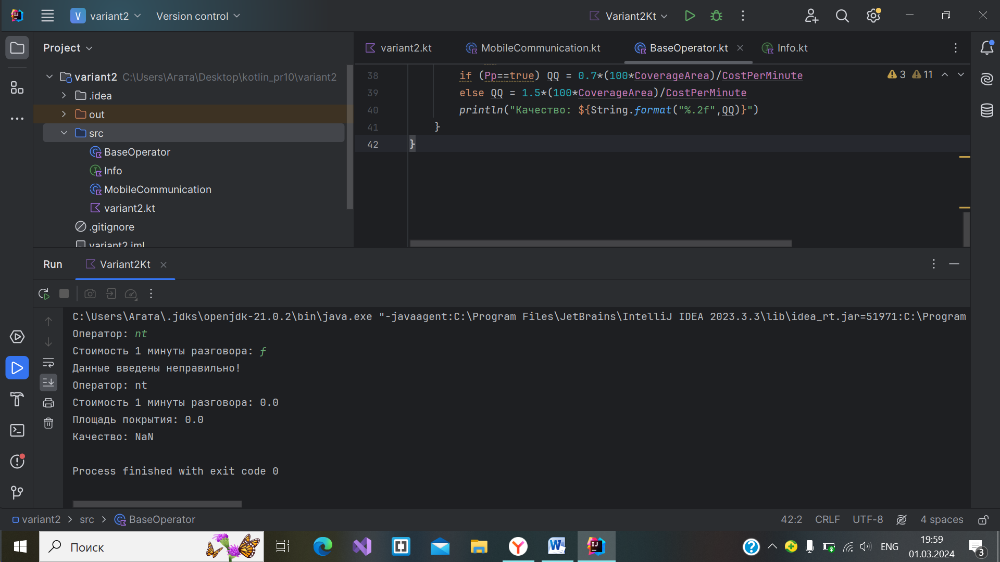 V variant2 Version control Variant2Kt
Project
variant2 C:\Users\Агата\Desktop\kotlin_pr10\variant2
.idea
out
src
BaseOperator
Info
MobileCommunication
variant2.kt
.gitignore
variant2.iml
variant2.kt MobileCommunication.kt BaseOperator.kt Info.kt
38 if (Pp==true) QQ = 0.7*(100*CoverageArea)/CostPerMinute
3 11
39 else QQ = 1.5*(100*CoverageArea)/CostPerMinute
40 println("Качество: ${String.format("%.2f",QQ)}")
41 }
42 }
Run Variant2Kt
C:\Users\Агата\.jdks\openjdk-21.0.2\bin\java.exe "-javaagent:C:\Program Files\JetBrains\IntelliJ IDEA 2023.3.3\lib\idea_rt.jar=51971:C:\Program
Оператор: nt
Стоимость 1 минуты разговора: f
Данные введены неправильно!
Оператор: nt
Стоимость 1 минуты разговора: 0.0
Площадь покрытия: 0.0
Качество: NaN
Process finished with exit code 0
variant2 > src > BaseOperator
42:2 CRLF UTF-8 4 spaces
Поиск
ENG
19:59
01.03.2024
3